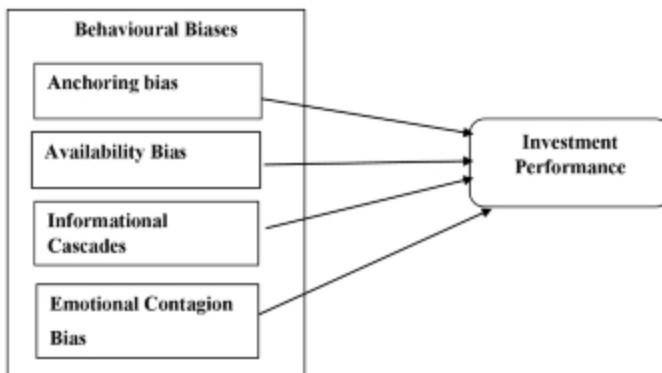 Behavioural Biases
Anchoring bias
Availability Bias
Informational
Cascades
Emotional Contagion
Bias
Investment
Performance